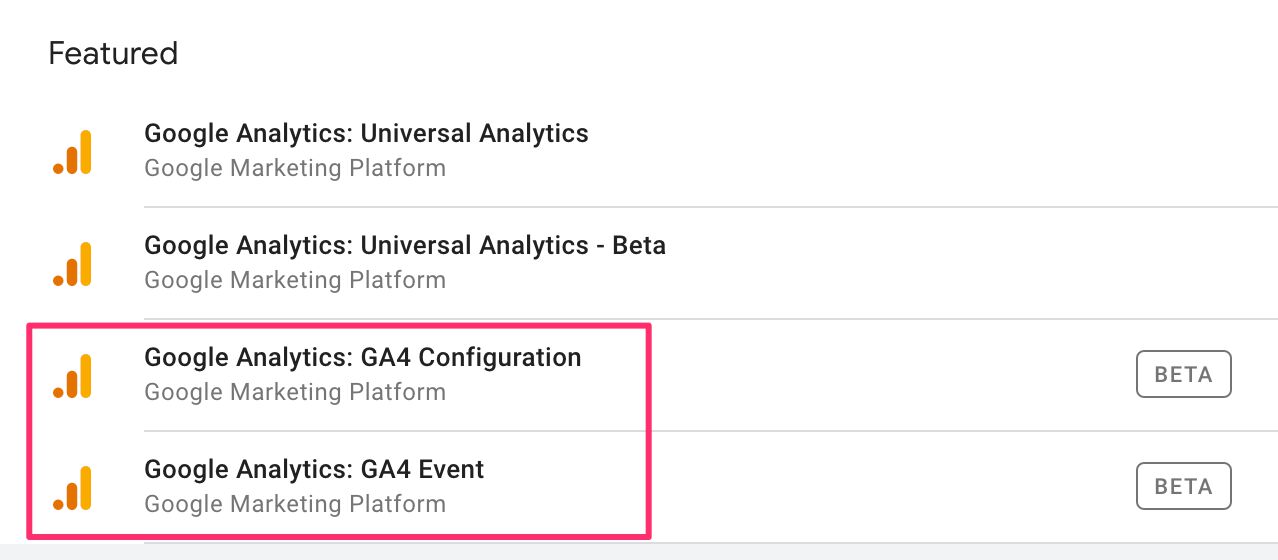 Featured
Google Analytics: Universal Analytics
Google Marketing Platform
Google Analytics: Universal Analytics - Beta
Google Marketing Platform
Google Analytics: GA4 Configuration
Google Marketing Platform
BETA
Google Analytics: GA4 Event
Google Marketing Platform
BETA